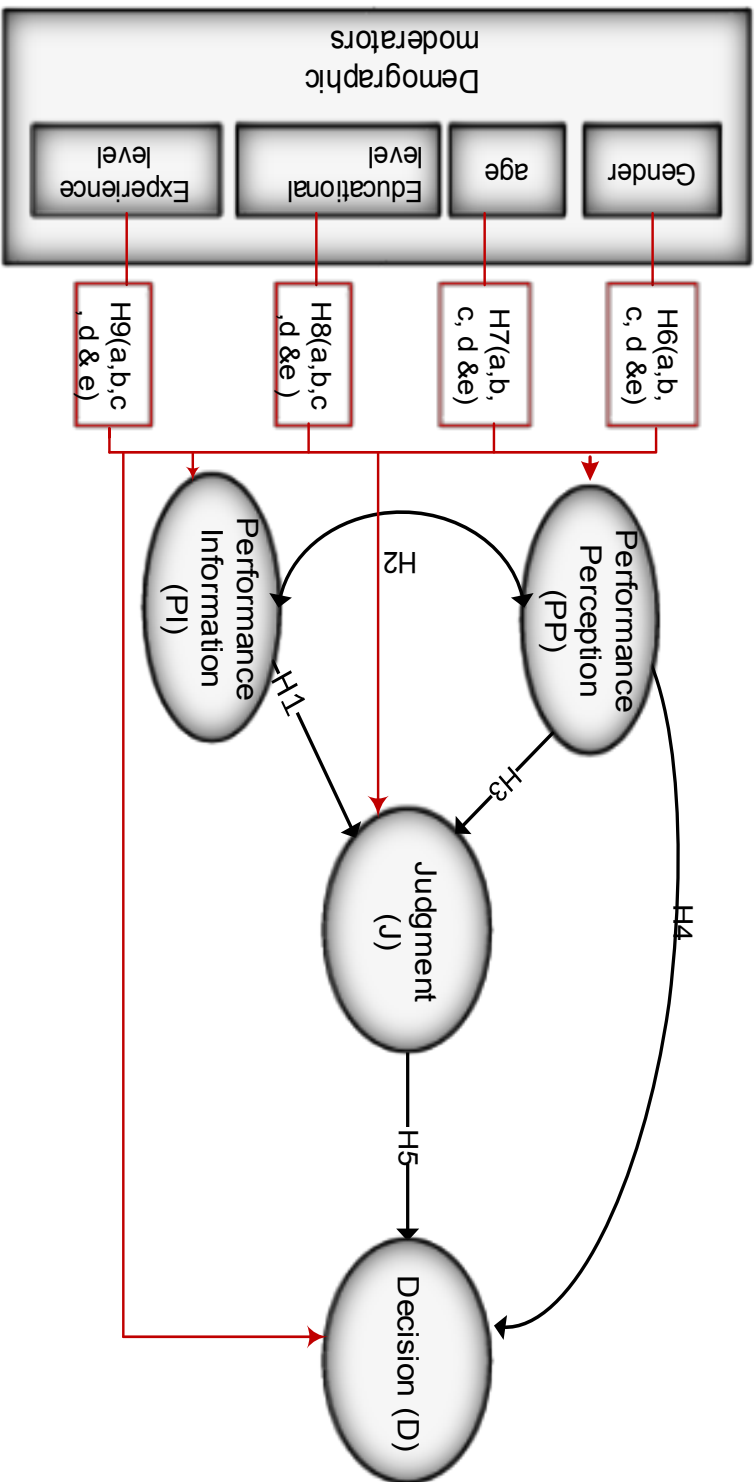 Demographic
moderators
Experience
level
Educational
level
age
Gender
H9(a,b,c
, d & e)
H8(a,b,c
,d &e )
H7(a,b,
c, d &e)
H6(a,b,
c, d &e)
Performance
Information
(PI)
H2
Performance
Perception
(PP)
H1
H3
H4
Judgment
(J)
H5
Decision (D)